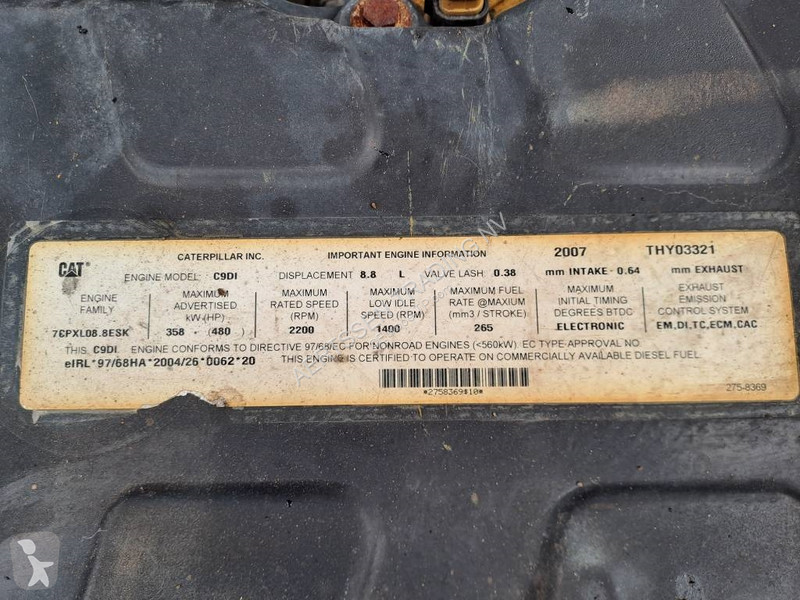 CATERPILLAR INC. IMPORTANT ENGINE INFORMATION 2007 THY03321
CAT ENGINE MODEL: C9DI DISPLACEMENT 8.8 L VALVE LASH 0.38 mm INTAKE - 0.64 mm EXHAUST
ENGINE FAMILY
7CPXL08.8ESK
MAXIMUM ADVERTISED kW (HP)
358 - (480)
MAXIMUM RATED SPEED (RPM)
2200
MAXIMUM LOW IDLE SPEED (RPM)
1400
MAXIMUM FUEL RATE @MAXIUM (mm3 / STROKE)
265
MAXIMUM INITIAL TIMING DEGREES BTDC
ELECTRONIC
EXHAUST EMISSION CONTROL SYSTEM
EM,DI,TC,ECM,CAC
THIS C9DI ENGINE CONFORMS TO DIRECTIVE 97/68/EC FOR NONROAD ENGINES (<560kW) EC TYPE-APPROVAL NO.
eIRL*97/68HA*2004/26*0062*20 THIS ENGINE IS CERTIFIED TO OPERATE ON COMMERCIALLY AVAILABLE DIESEL FUEL.
*2758369#10*
275-8369